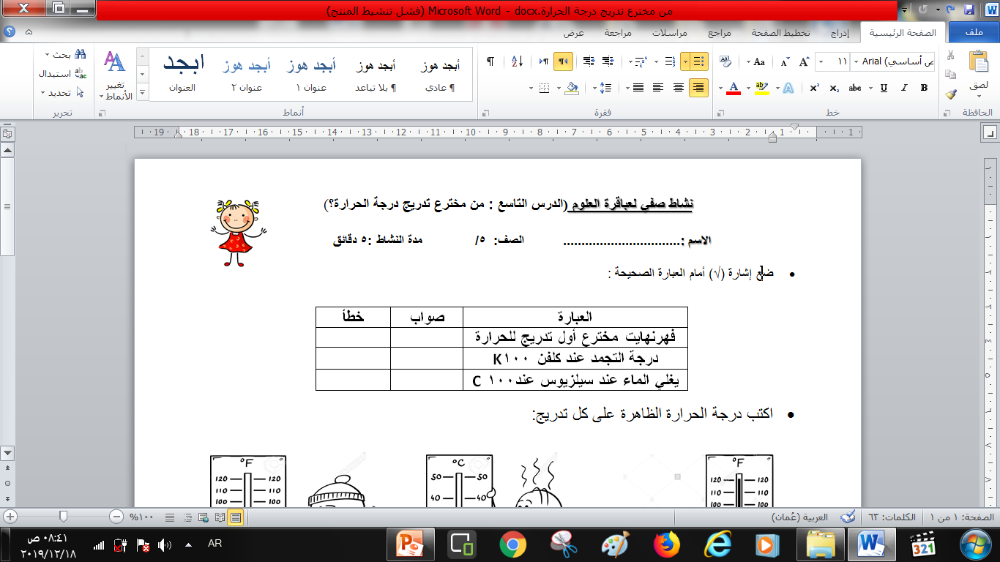 من مخترع تدريج درجة الحرارة.docx - Microsoft Word (فشل تنشيط المنتج)
ملف الصفحة الرئيسية إدراج تخطيط الصفحة مراجع مراسلات مراجعة عرض
لصق
الحافظة
Arial (ص أساسي) ١١
خط
فقرة
أبجد هوز أبجد هوز أبجد هوز أبجد هوز ابجد
¶ عادي ¶ بلا تباعد عنوان ١ عنوان ٢ العنوان
أنماط
تغيير الأنماط
بحث
استبدال
تحديد
تحرير
1 1 2 3 4 5 6 7 8 9 10 11 12 13 14 15 16 17 18 19
نشاط صفي لعباقرة العلوم (الدرس التاسع : من مخترع تدريج درجة الحرارة؟)
الاسم :................................ الصف: ٥/ مدة النشاط :٥ دقائق
ضع إشارة (√) أمام العبارة الصحيحة :
العبارة صواب خطأ
فهرنهايت مخترع أول تدريج للحرارة
درجة التجمد عند كلفن ١٠٠K
يغلي الماء عند سيلزيوس عند١٠٠ C
اكتب درجة الحرارة الظاهرة على كل تدريج:
°F °C °F
120 120 50 50 120 120
110 110 40 40 110 110
100 100 100 100
الصفحة: ١ من ١ الكلمات: ٦٣ العربية (عُمان) ١٠٠%
AR
٠٨:٤١ ص
٢٠١٩/١٢/١٨
321